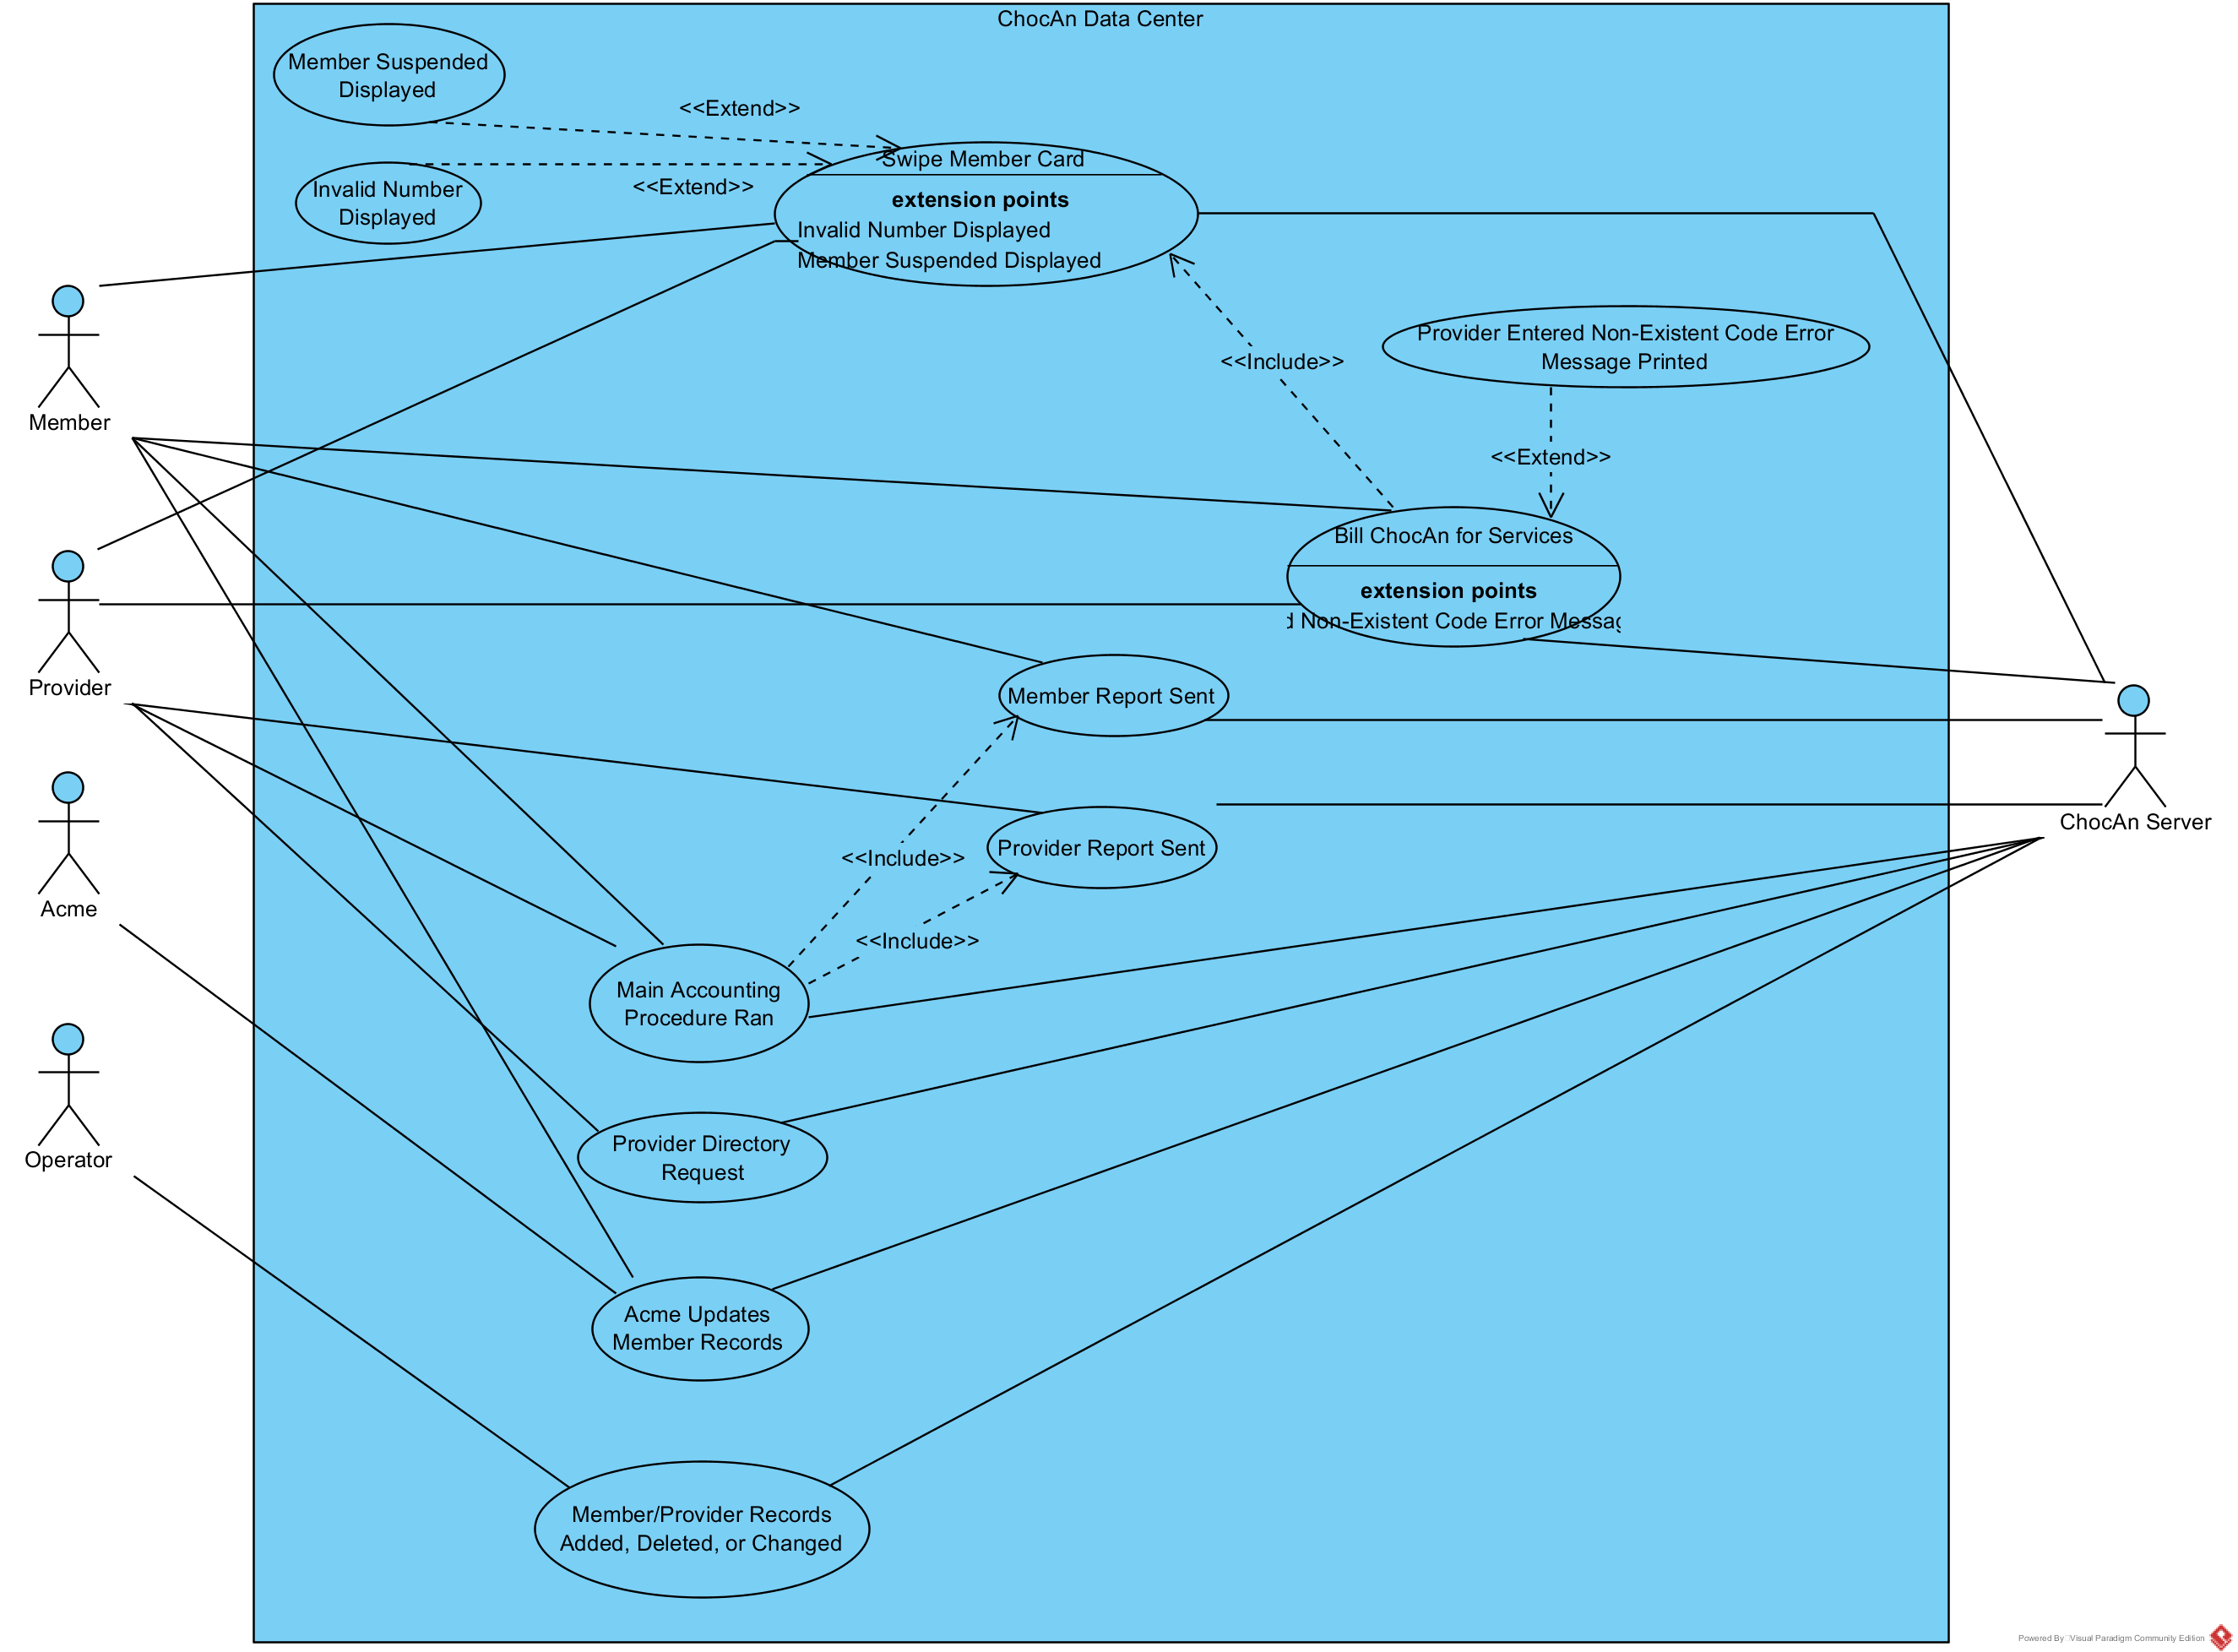 ChocAn Data Center
Member Suspended
Displayed
<<Extend>>
Swipe Member Card
<<Extend>>
Invalid Number
Displayed
extension points
Invalid Number Displayed
Member Suspended Displayed
Member
<<Include>>
Provider Entered Non-Existent Code Error
Message Printed
<<Extend>>
Bill ChocAn for Services
extension points
d Non-Existent Code Error Messag
Provider
Member Report Sent
ChocAn Server
Provider Report Sent
<<Include>>
<<Include>>
Acme
Main Accounting
Procedure Ran
Operator
Provider Directory
Request
Acme Updates
Member Records
Member/Provider Records
Added, Deleted, or Changed
Powered By Visual Paradigm Community Edition